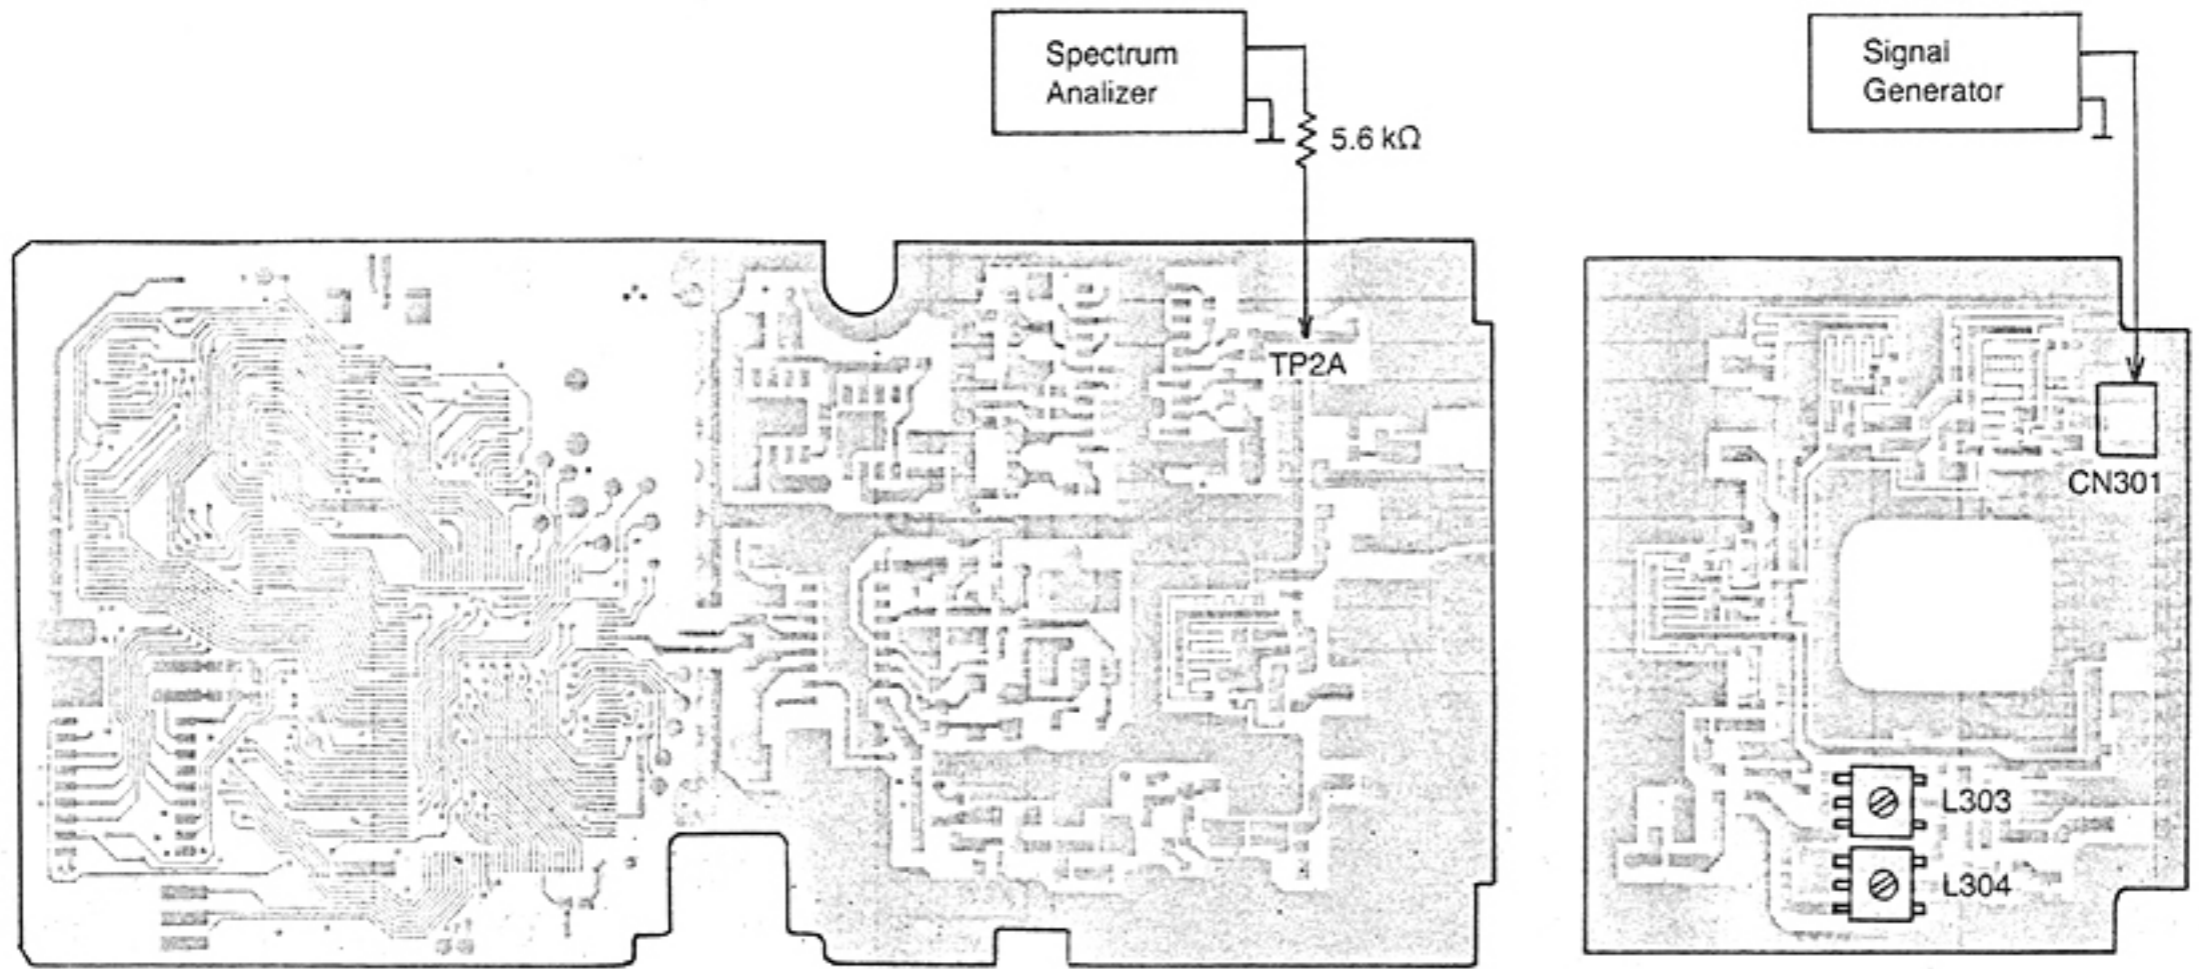 Spectrum
Analizer
5.6 kΩ
TP2A
Signal
Generator
CN301
L303
L304